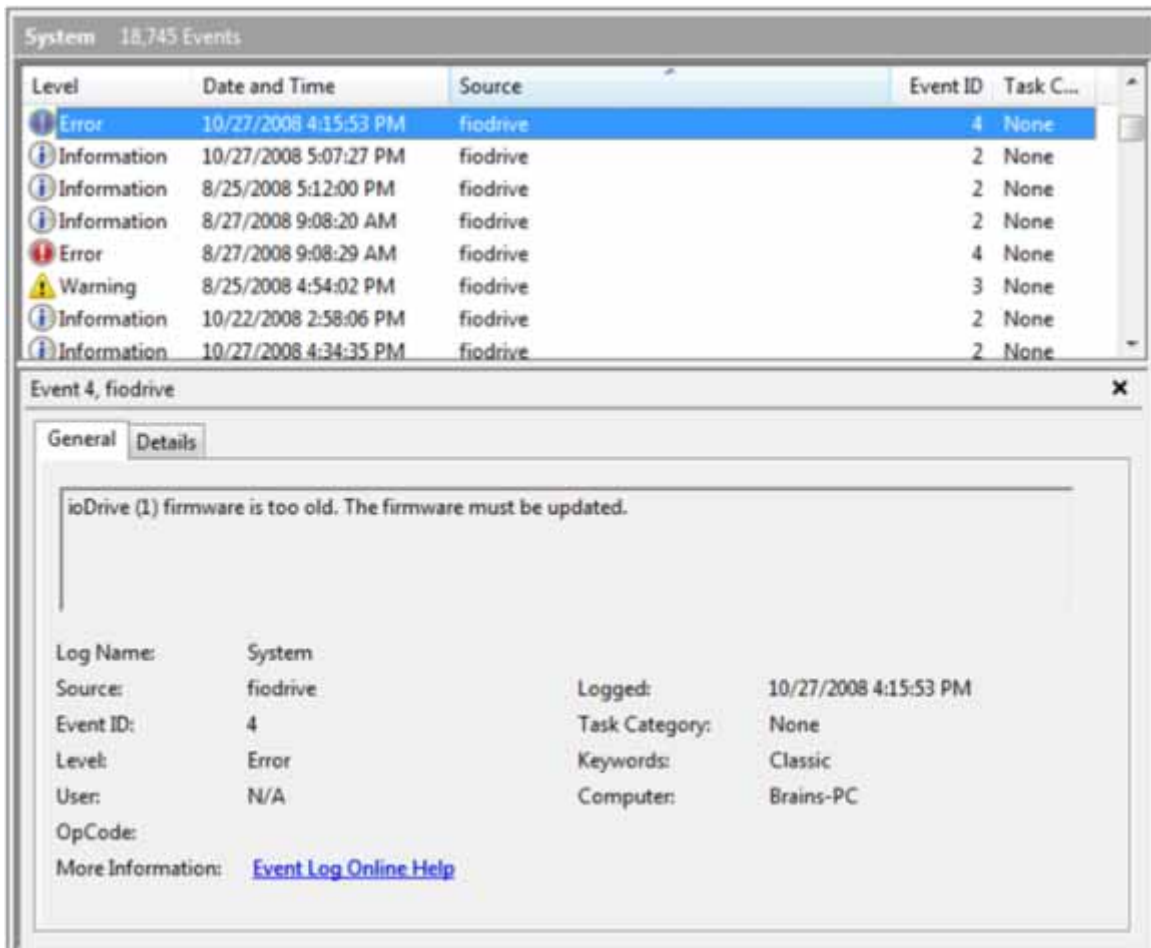 System 18,745 Events
Level Date and Time Source Event ID Task C...
Error 10/27/2008 4:15:53 PM fiodrive 4 None
Information 10/27/2008 5:07:27 PM fiodrive 2 None
Information 8/25/2008 5:12:00 PM fiodrive 2 None
Information 8/27/2008 9:08:20 AM fiodrive 2 None
Error 8/27/2008 9:08:29 AM fiodrive 4 None
Warning 8/25/2008 4:54:02 PM fiodrive 3 None
Information 10/22/2008 2:58:06 PM fiodrive 2 None
Information 10/27/2008 4:34:35 PM fiodrive 2 None
Event 4, fiodrive
General Details
ioDrive (1) firmware is too old. The firmware must be updated.
Log Name: System
Source: fiodrive Logged: 10/27/2008 4:15:53 PM
Event ID: 4 Task Category: None
Level: Error Keywords: Classic
User: N/A Computer: Brains-PC
OpCode:
More Information: Event Log Online Help